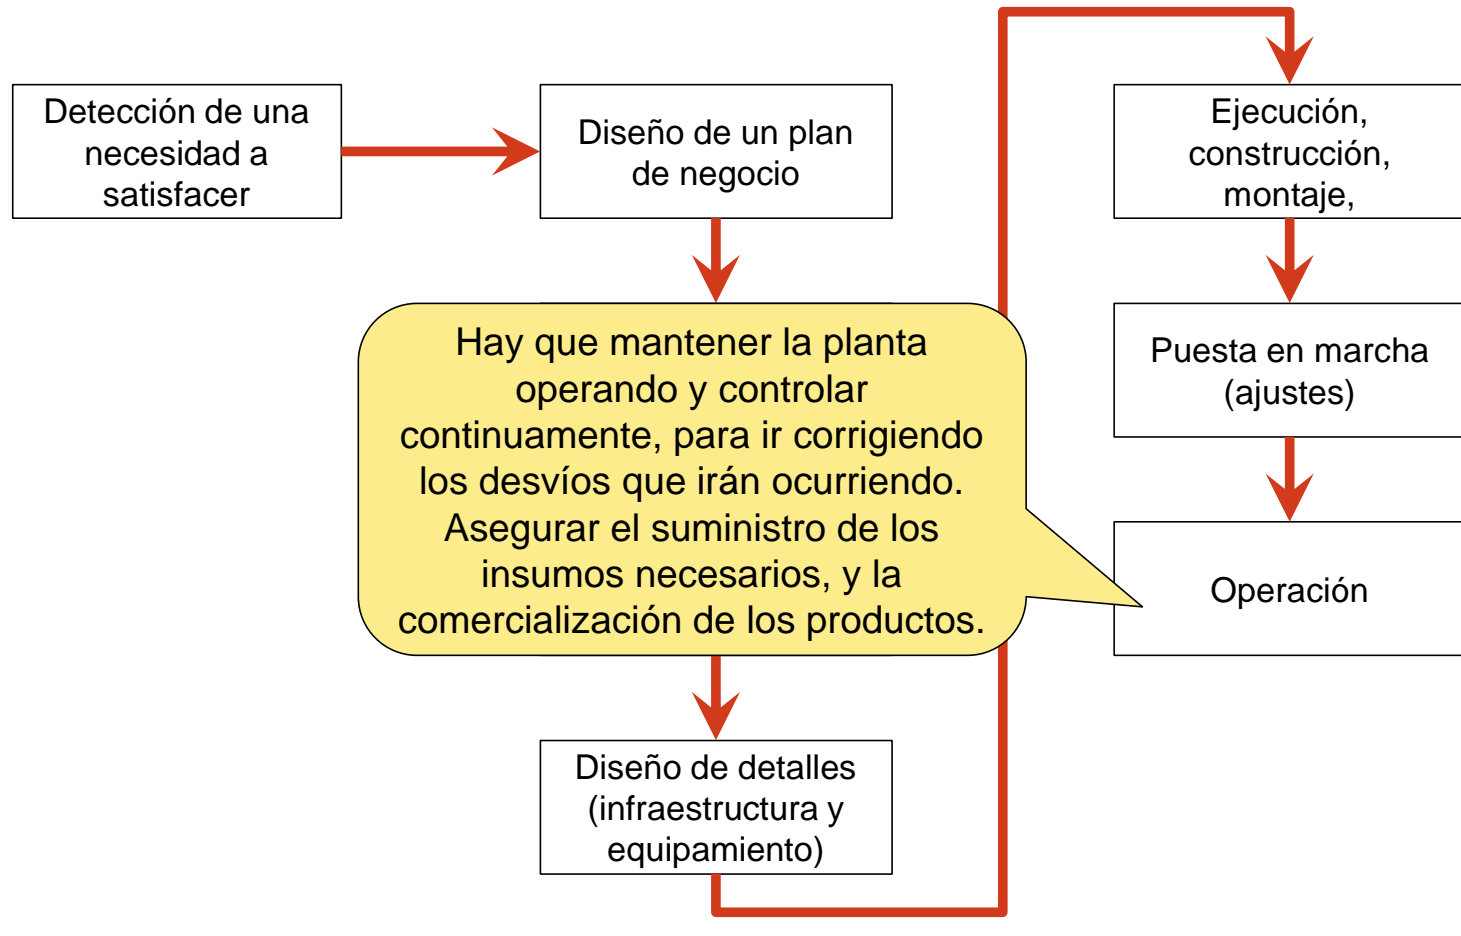 Detección de una
necesidad a
satisfacer
Diseño de un plan
de negocio
Hay que mantener la planta
operando y controlar
continuamente, para ir corrigiendo
los desvíos que irán ocurriendo.
Asegurar el suministro de los
insumos necesarios, y la
comercialización de los productos.
Diseño de detalles
(infraestructura y
equipamiento)
Ejecución,
construcción,
montaje,
Puesta en marcha
(ajustes)
Operación